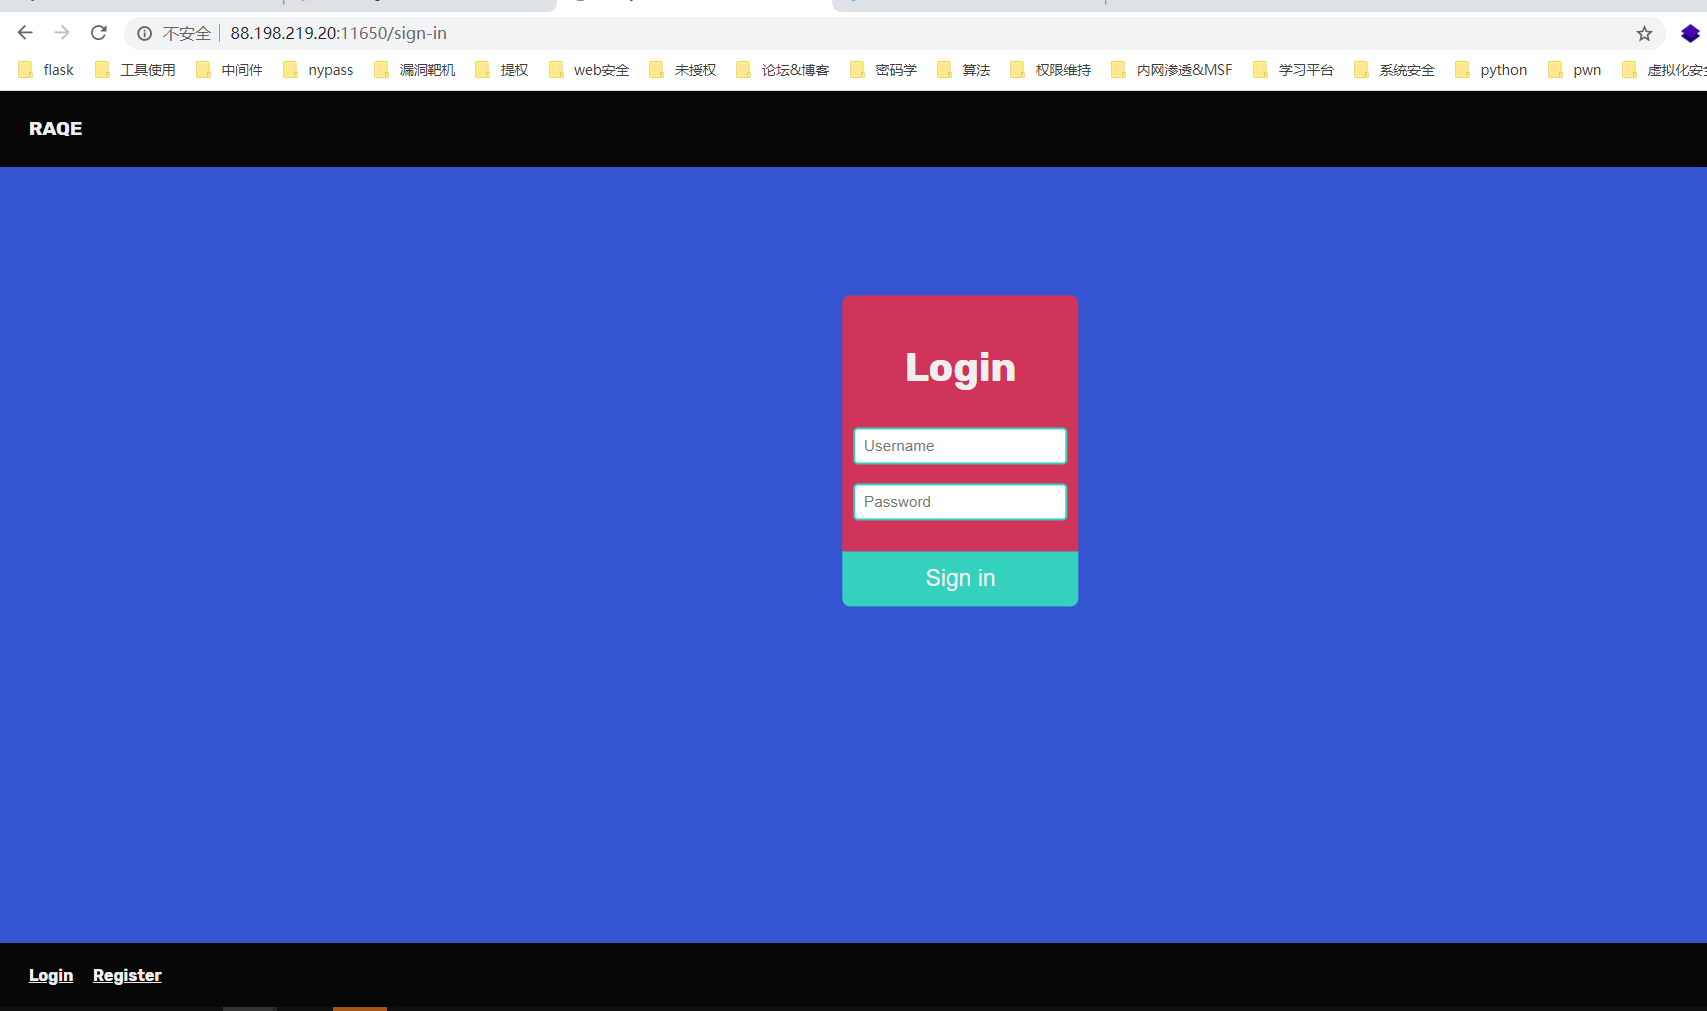 不安全 88.198.219.20:11650/sign-in
flask 工具使用 中间件 nypass 漏洞靶机 提权 web安全 未授权 论坛&博客 密码学 算法 权限维持 内网渗透&MSF 学习平台 系统安全 python pwn 虚拟化安
RAQE
Login
Username
Password
Sign in
Login Register